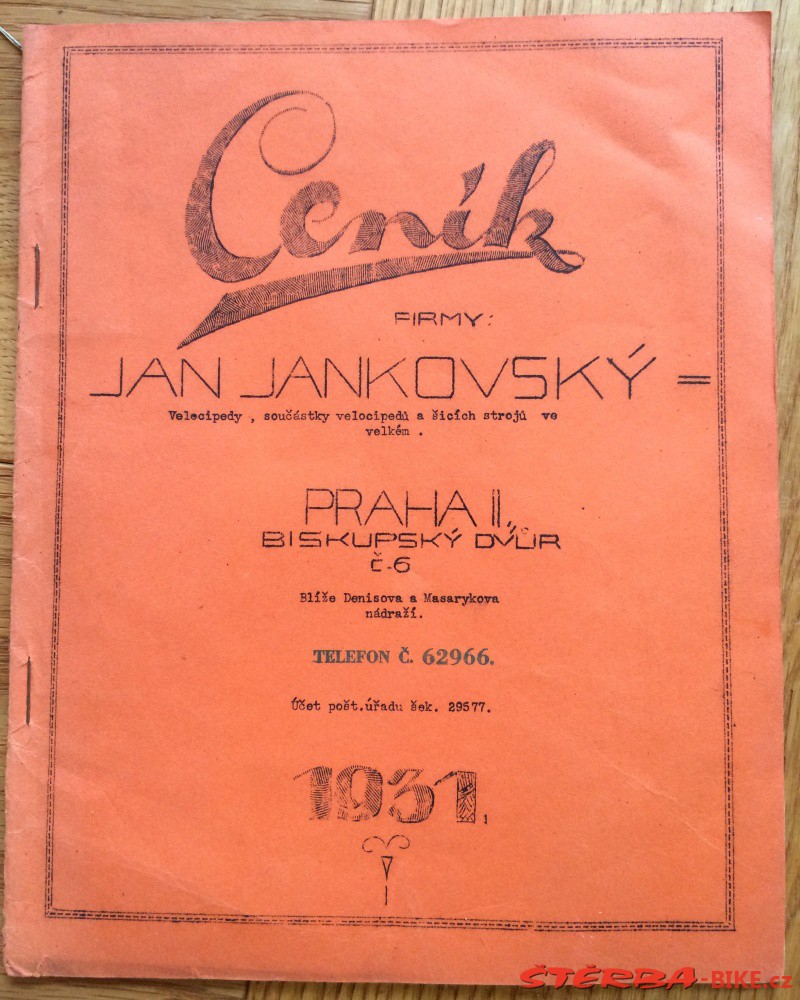 Ceník
FIRMY:
JAN JANKOVSKÝ =
Velecipedy , součástky velocipedů a šicích strojů ve
velkém .
PRAHA II,
BISKUPSKÝ DVŮR
Č-6
Blíže Denisova a Masarykova
nádraží.
TELEFON Č. 62966.
Účet pošt.úřadu šek. 29577.
1931.
ŠTĚRBA-BIKE.cz